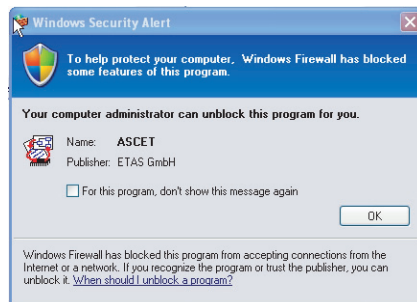 Windows Security Alert
To help protect your computer, Windows Firewall has blocked
some features of this program.
Your computer administrator can unblock this program for you.
Name: ASCET
Publisher: ETAS GmbH
For this program, don't show this message again
OK
Windows Firewall has blocked this program from accepting connections from the
Internet or a network. If you recognize the program or trust the publisher, you can
unblock it. When should I unblock a program?